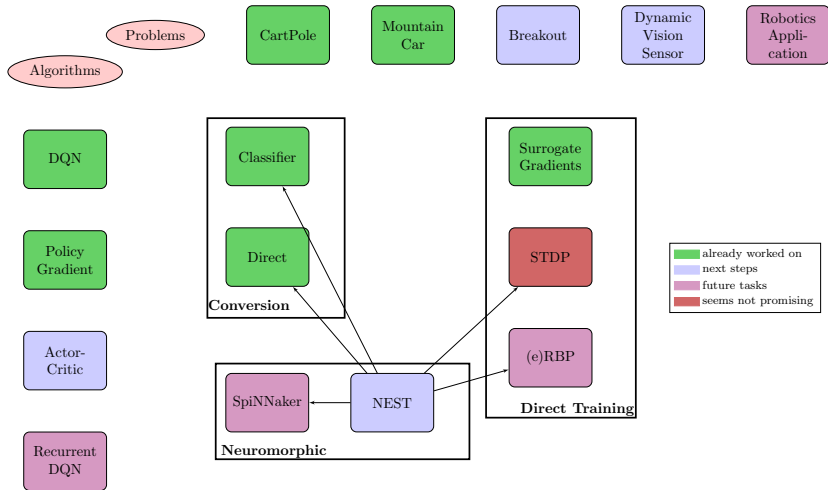 Problems
Algorithms
CartPole
Mountain
Car
Breakout
Dynamic
Vision
Sensor
Robotics
Appli-
cation
DQN
Policy
Gradient
Actor-
Critic
Recurrent
DQN
Classifier
Direct
Conversion
SpiNNaker
NEST
Neuromorphic
Surrogate
Gradients
STDP
(e)RBP
Direct Training
already worked on
next steps
future tasks
seems not promising